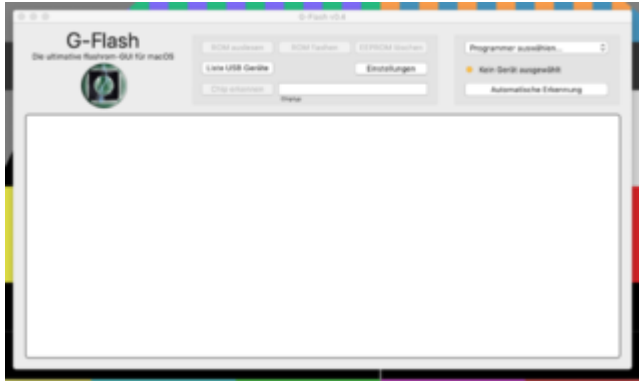 G-Flash v0.4
G-Flash
Die ultimative flashrom-GUI für macOS
ROM auslesen
ROM flashen
EEPROM löschen
Liste USB Geräte
Einstellungen
Chip erkennen
Status
Programmer auswählen...
Kein Gerät ausgewählt
Automatische Erkennung